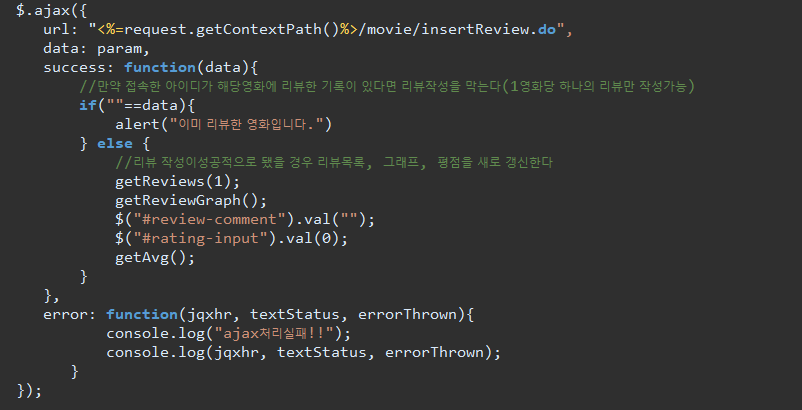 $.ajax({
url: "<%=request.getContextPath()%>/movie/insertReview.do",
data: param,
success: function(data){
//만약 접속한 아이디가 해당영화에 리뷰한 기록이 있다면 리뷰작성을 막는다(1영화당 하나의 리뷰만 작성가능)
if(""==data){
alert("이미 리뷰한 영화입니다.")
} else {
//리뷰 작성이성공적으로 됐을 경우 리뷰목록, 그래프, 평점을 새로 갱신한다
getReviews(1);
getReviewGraph();
$("#review-comment").val("");
$("#rating-input").val(0);
getAvg();
}
},
error: function(jqxhr, textStatus, errorThrown){
console.log("ajax처리실패!!");
console.log(jqxhr, textStatus, errorThrown);
}
});